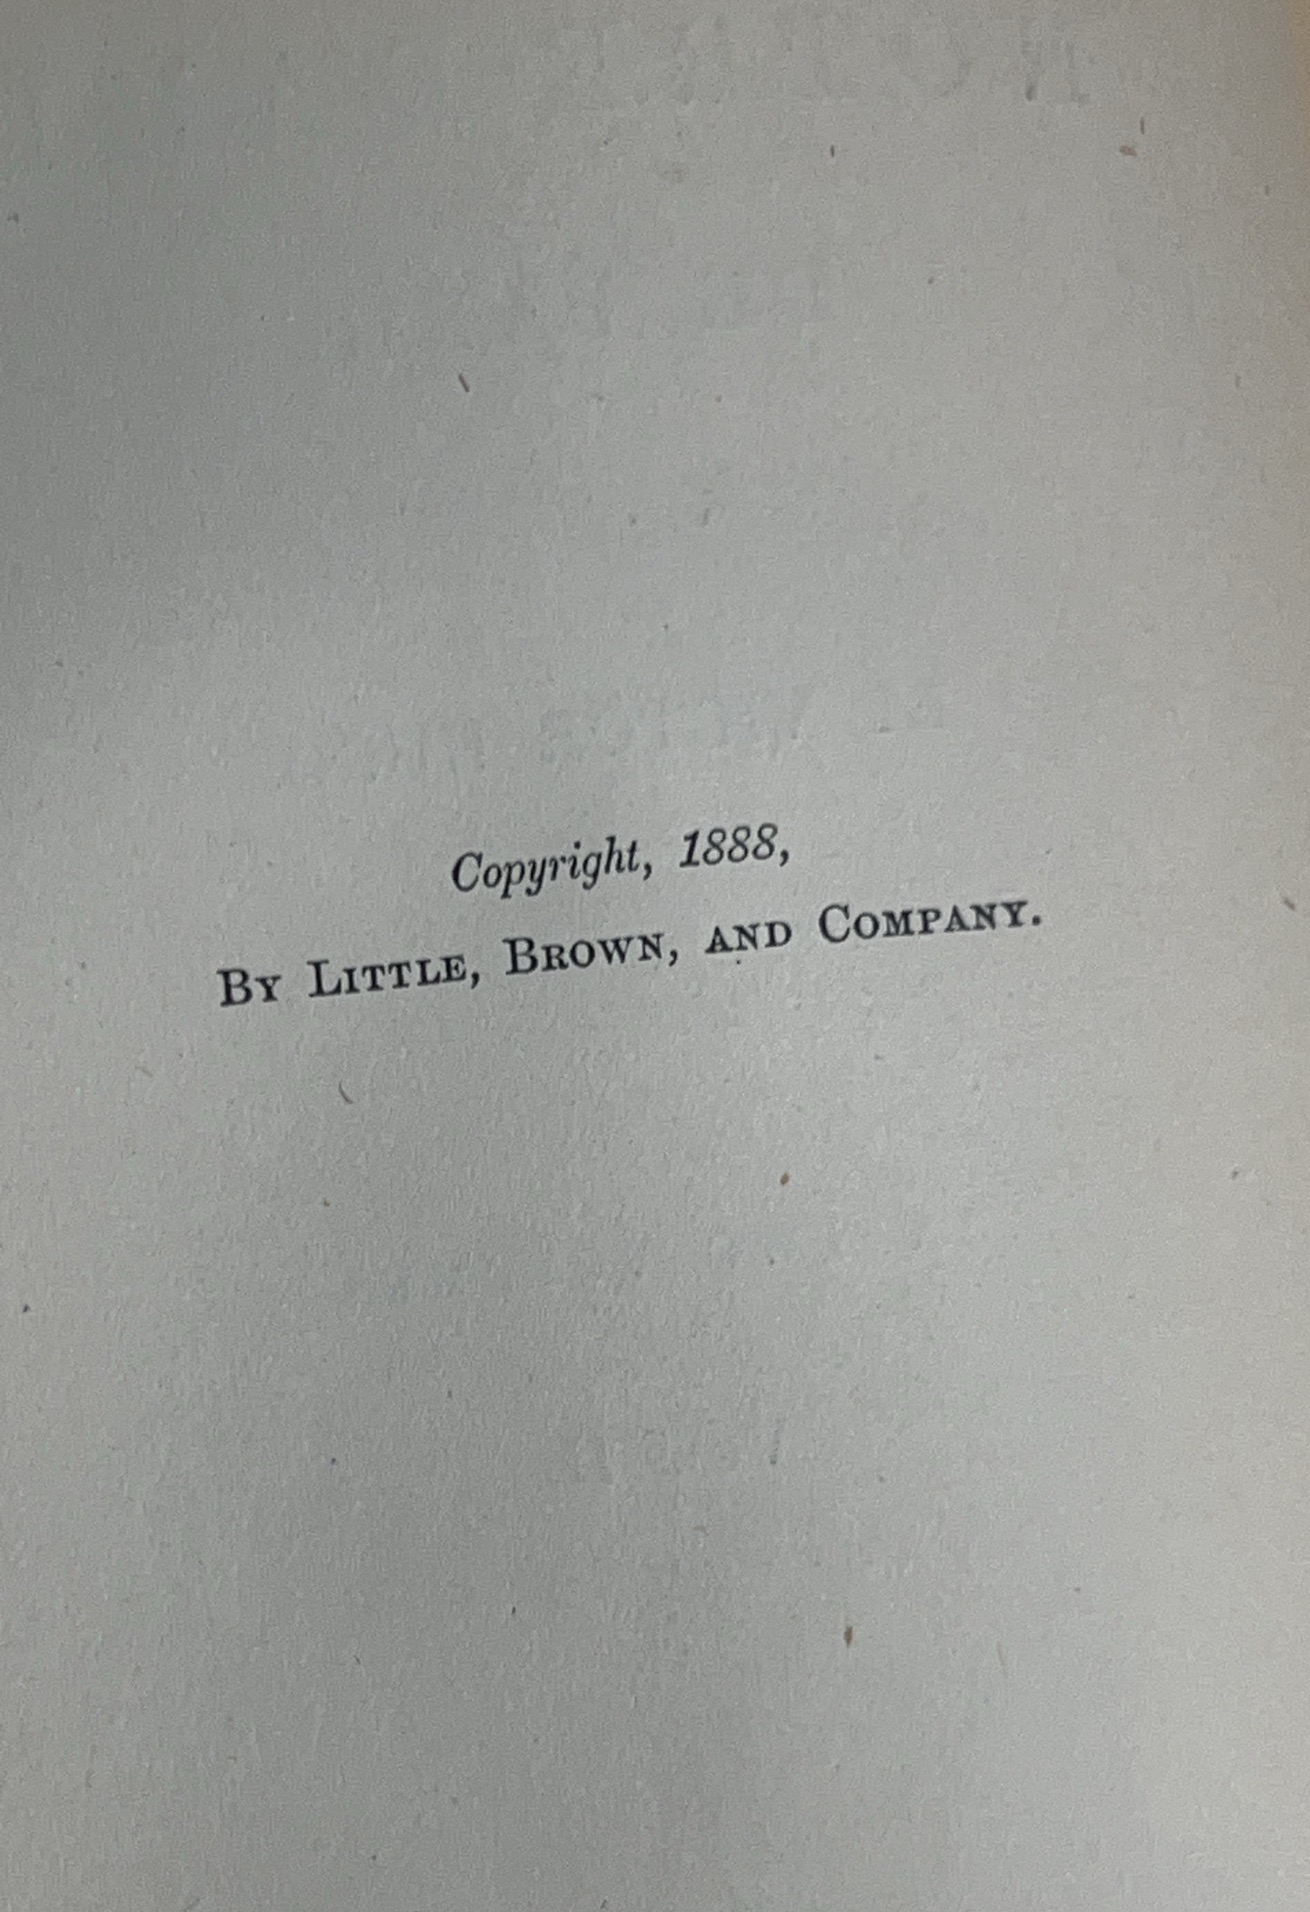 Copyright, 1888,
By Little, Brown, and Company.